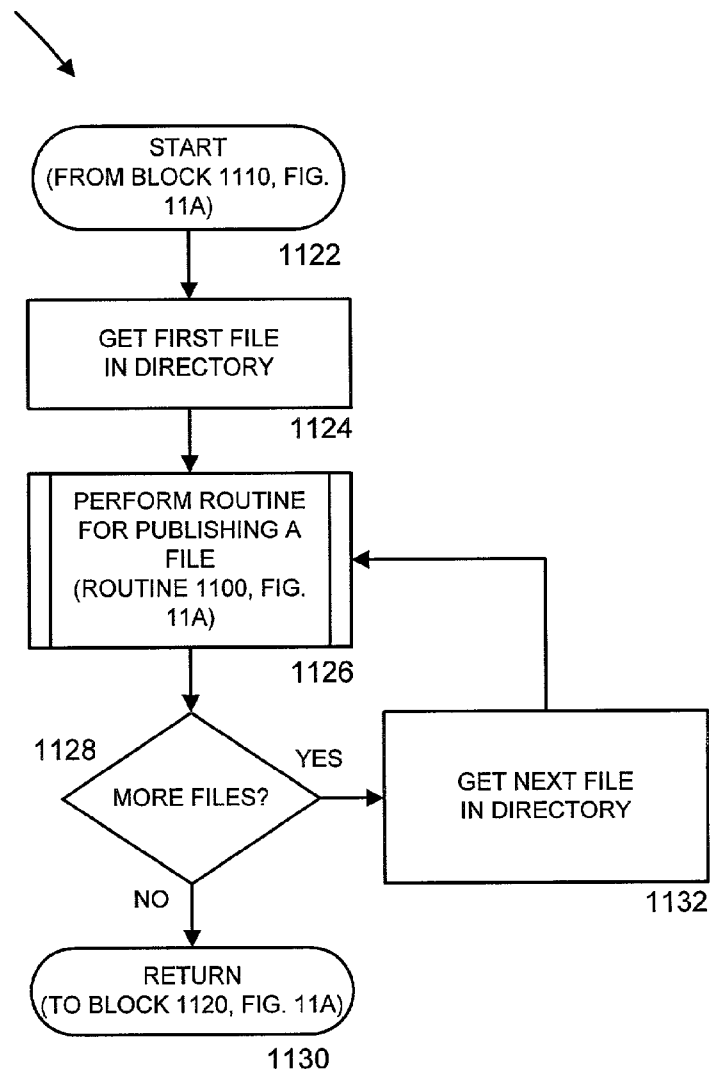 START
(FROM BLOCK 1110, FIG.
11A)
1122
GET FIRST FILE
IN DIRECTORY
1124
PERFORM ROUTINE
FOR PUBLISHING A
FILE
(ROUTINE 1100, FIG.
11A)
1126
1128
MORE FILES?
YES
GET NEXT FILE
IN DIRECTORY
1132
NO
RETURN
(TO BLOCK 1120, FIG. 11A)
1130